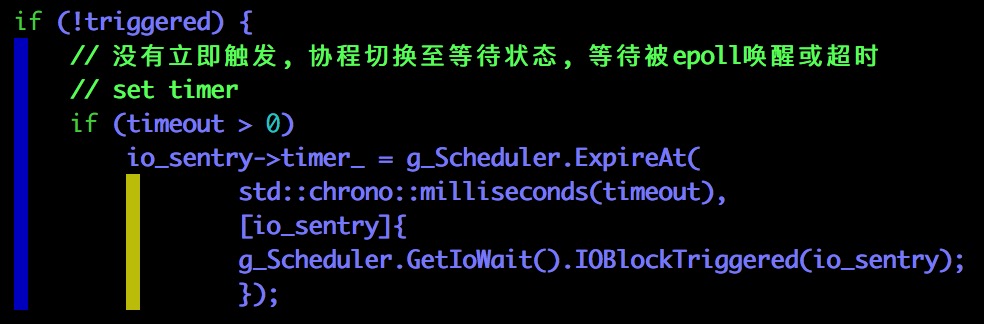 if (!triggered) {
// 没有立即触发, 协程切换至等待状态, 等待被epoll唤醒或超时
// set timer
if (timeout > 0)
io_sentry->timer_ = g_Scheduler.ExpireAt(
std::chrono::milliseconds(timeout),
[io_sentry]{
g_Scheduler.GetIoWait().IOBlockTriggered(io_sentry);
});